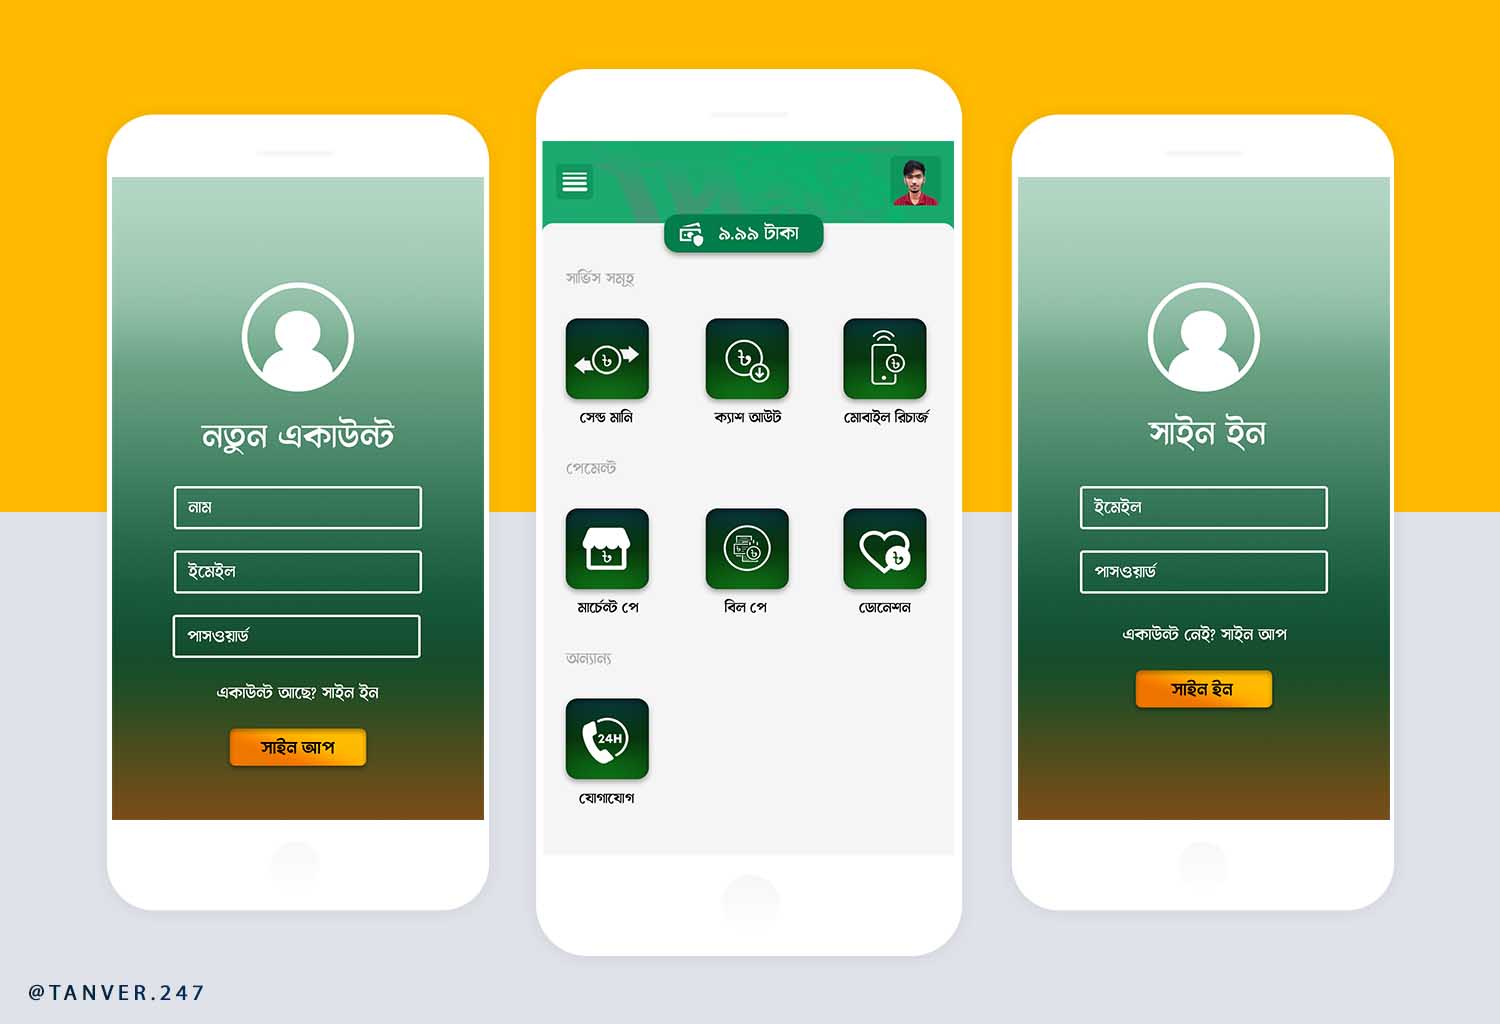 নতুন একাউন্ট
নাম
ইমেইল
পাসওয়ার্ড
একাউন্ট আছে? সাইন ইন
সাইন আপ
৯.৯৯ টাকা
সার্ভিস সমূহ
সেন্ড মানি
ক্যাশ আউট
মোবাইল রিচার্জ
পেমেন্ট
মার্চেন্ট পে
বিল পে
ডোনেশন
অন্যান্য
24H
যোগাযোগ
সাইন ইন
ইমেইল
পাসওয়ার্ড
একাউন্ট নেই? সাইন আপ
সাইন ইন
@TANVER.247